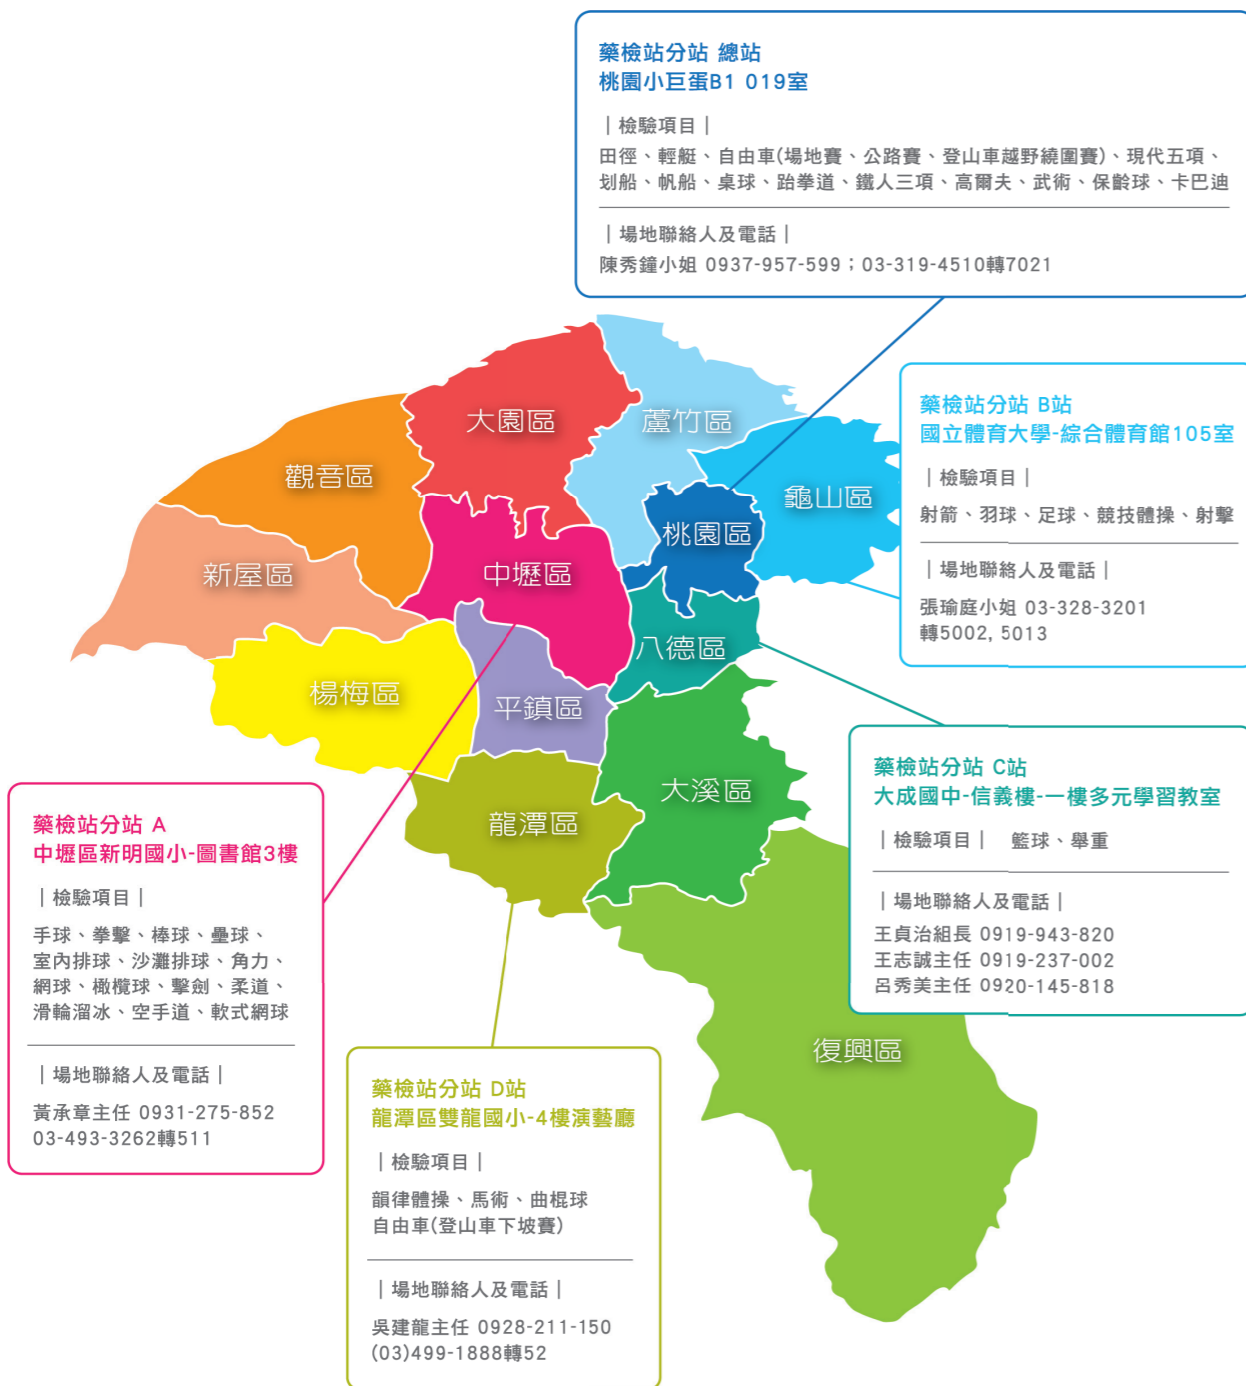 藥檢站分站 總站
桃園小巨蛋B1 019室
|檢驗項目|
田徑、輕艇、自由車(場地賽、公路賽、登山車越野繞圈賽)、現代五項、
划船、帆船、桌球、跆拳道、鐵人三項、高爾夫、武術、保齡球、卡巴迪
|場地聯絡人及電話|
陳秀鐘小姐 0937-957-599；03-319-4510轉7021
藥檢站分站 B站
國立體育大學-綜合體育館105室
|檢驗項目|
射箭、羽球、足球、競技體操、射擊
|場地聯絡人及電話|
張瑜庭小姐 03-328-3201
轉5002, 5013
大園區
蘆竹區
觀音區
龜山區
桃園區
新屋區
中壢區
八德區
楊梅區
平鎮區
大溪區
龍潭區
復興區
藥檢站分站 C站
大成國中-信義樓-一樓多元學習教室
|檢驗項目| 籃球、舉重
|場地聯絡人及電話|
王貞治組長 0919-943-820
王志誠主任 0919-237-002
呂秀美主任 0920-145-818
藥檢站分站 A
中壢區新明國小-圖書館3樓
|檢驗項目|
手球、拳擊、棒球、壘球、
室內排球、沙灘排球、角力、
網球、橄欖球、擊劍、柔道、
滑輪溜冰、空手道、軟式網球
|場地聯絡人及電話|
黃承章主任 0931-275-852
03-493-3262轉511
藥檢站分站 D站
龍潭區雙龍國小-4樓演藝廳
|檢驗項目|
韻律體操、馬術、曲棍球
自由車(登山車下坡賽)
|場地聯絡人及電話|
吳建龍主任 0928-211-150
(03)499-1888轉52